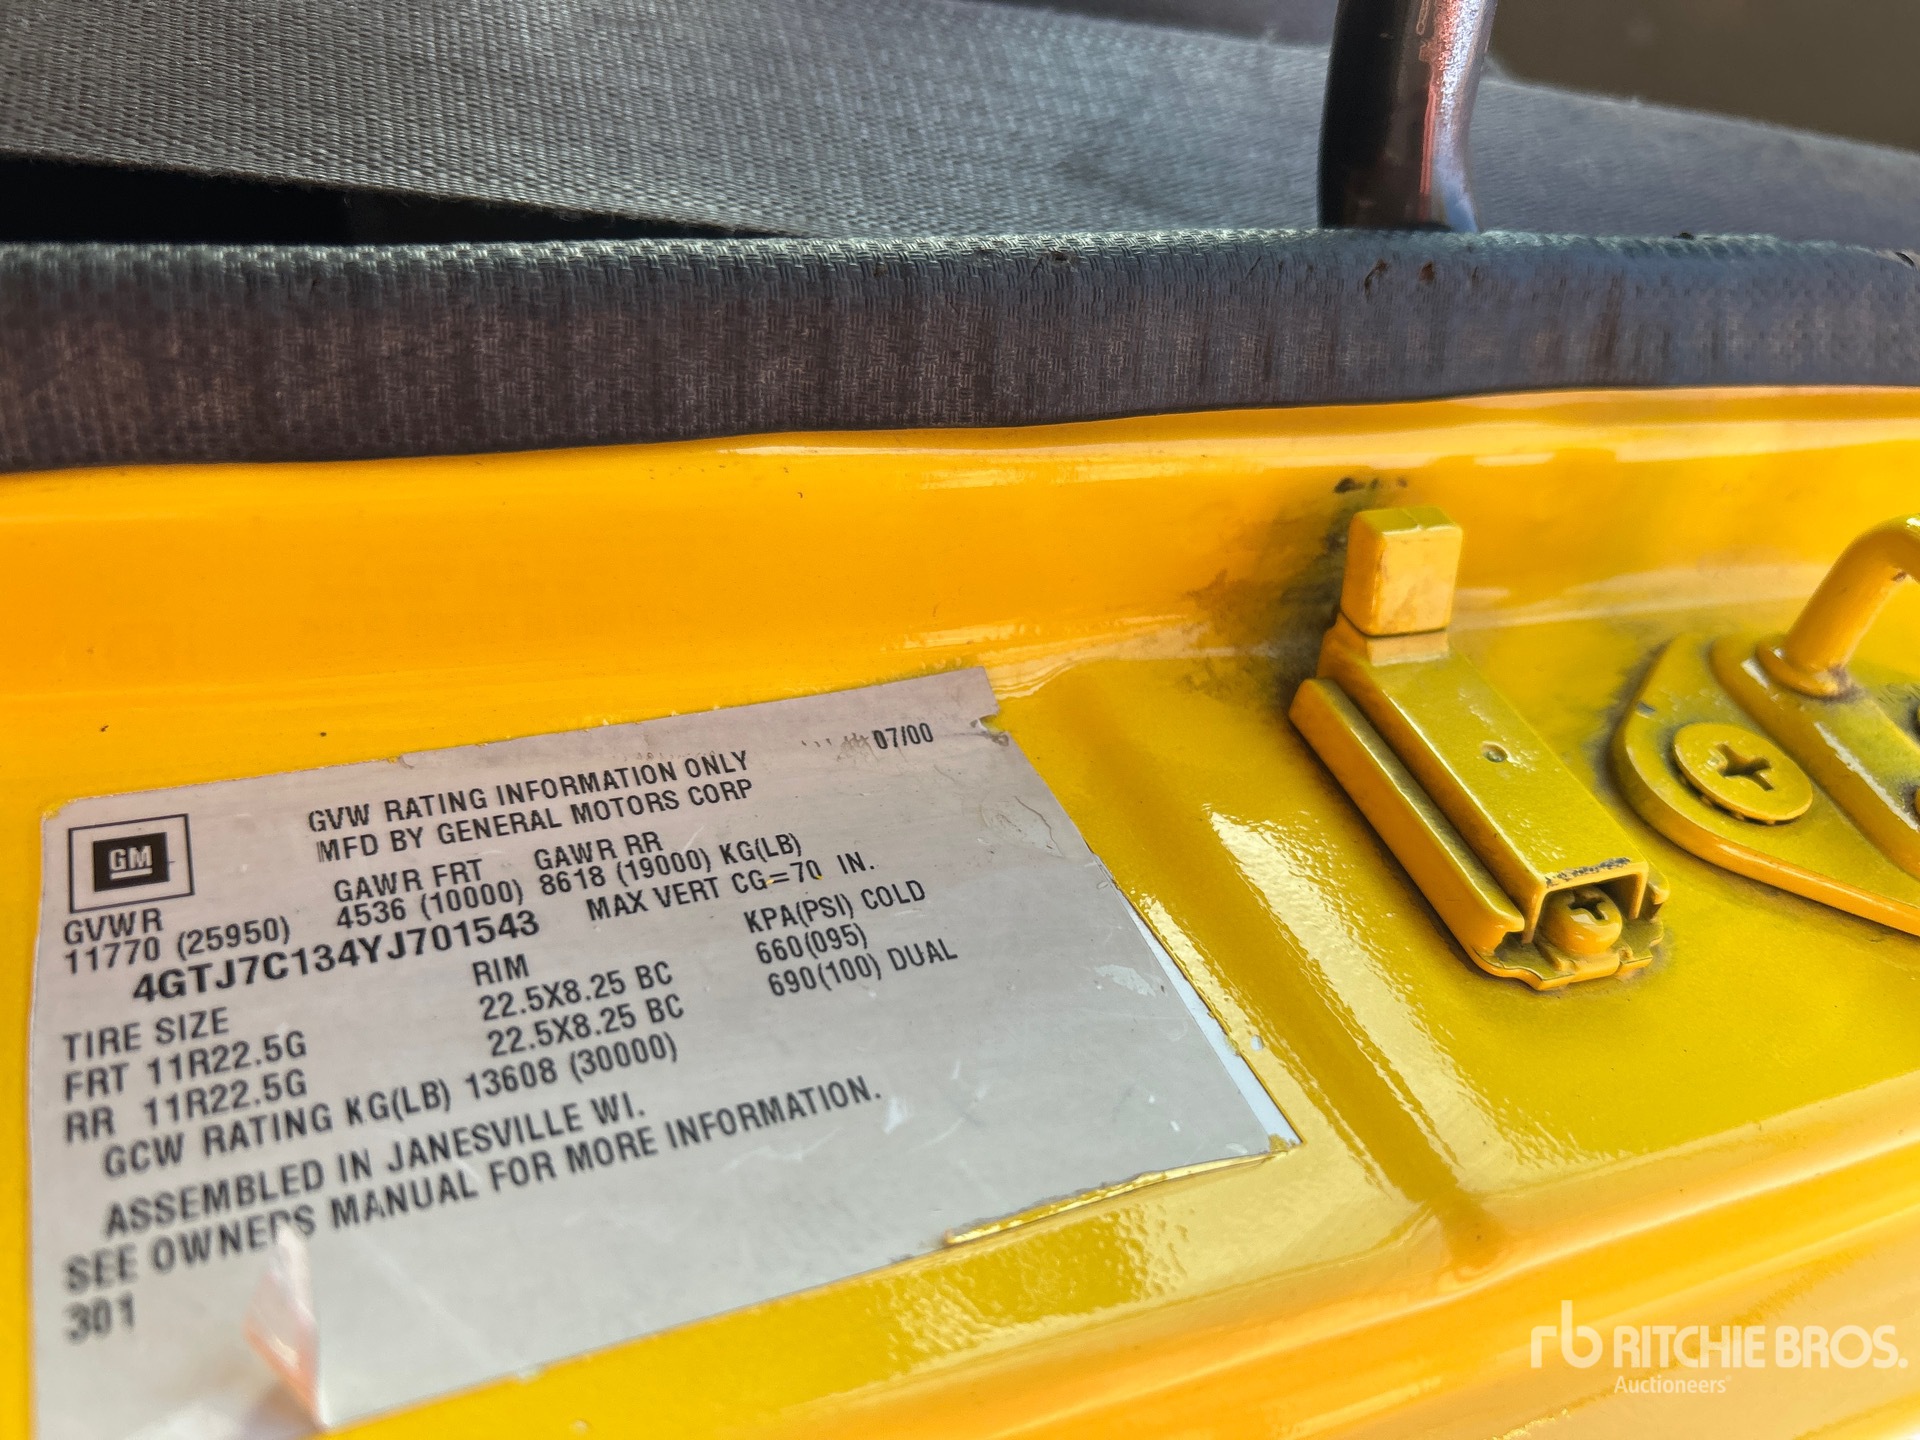 07/00
GM
GVW RATING INFORMATION ONLY
MFD BY GENERAL MOTORS CORP
GVWR GAWR FRT GAWR RR
11770 (25950) 4536 (10000) 8618 (19000) KG(LB)
4GTJ7C134YJ701543 MAX VERT CG=70 IN.
TIRE SIZE RIM KPA(PSI) COLD
FRT 11R22.5G 22.5X8.25 BC 660(095)
RR 11R22.5G 22.5X8.25 BC 690(100) DUAL
GCW RATING KG(LB) 13608 (30000)
ASSEMBLED IN JANESVILLE WI.
SEE OWNERS MANUAL FOR MORE INFORMATION.
301
rb RITCHIE BROS.
Auctioneers